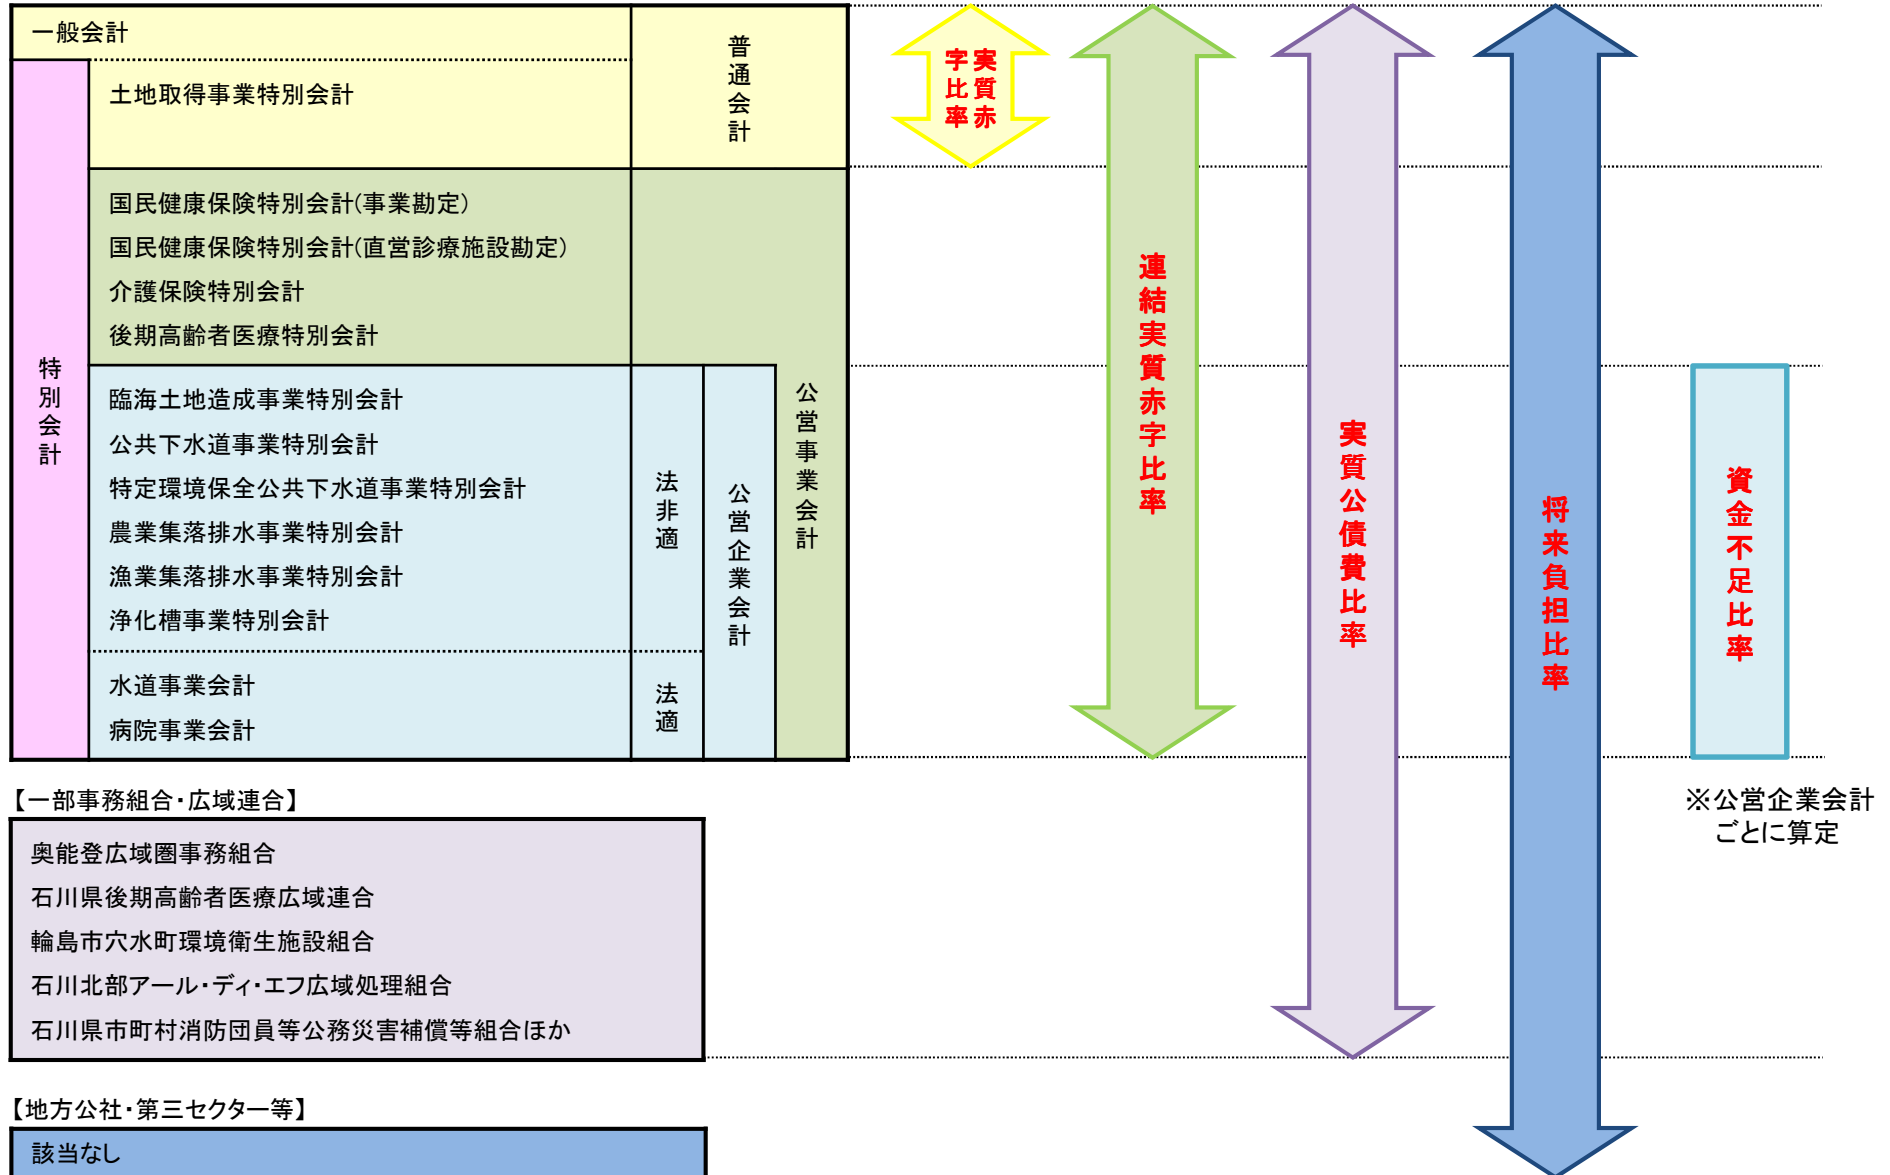 一般会計
土地取得事業特別会計
普通会計
特別会計
国民健康保険特別会計(事業勘定)
国民健康保険特別会計(直営診療施設勘定)
介護保険特別会計
後期高齢者医療特別会計
臨海土地造成事業特別会計
公共下水道事業特別会計
特定環境保全公共下水道事業特別会計
農業集落排水事業特別会計
漁業集落排水事業特別会計
浄化槽事業特別会計
法非適
水道事業会計
病院事業会計
法適
公営企業会計
公営事業会計
実質赤
字比率
連結実質赤字比率
実質公債費比率
将来負担比率
資金不足比率
※公営企業会計
ごとに算定
【一部事務組合・広域連合】
奥能登広域圏事務組合
石川県後期高齢者医療広域連合
輪島市穴水町環境衛生施設組合
石川北部アール・ディ・エフ広域処理組合
石川県市町村消防団員等公務災害補償等組合ほか
【地方公社・第三セクター等】
該当なし